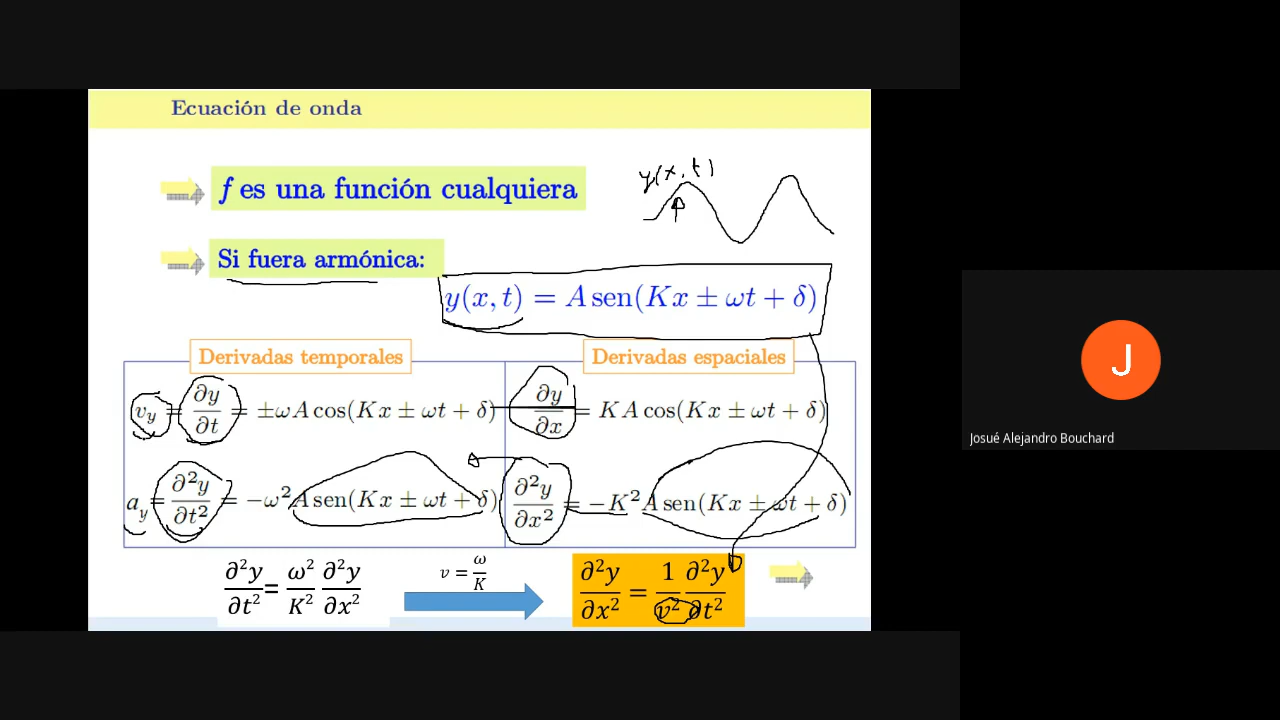 Ecuación de onda
f es una función cualquiera
y(x, t)
Si fuera armónica:
y(x, t) = A sen(Kx ± ωt + δ)
Derivadas temporales
Derivadas espaciales
v_y = ∂y/∂t = ±ωA cos(Kx ± ωt + δ)
∂y/∂x = KA cos(Kx ± ωt + δ)
a_y = ∂²y/∂t² = −ω²A sen(Kx ± ωt + δ)
∂²y/∂x² = −K²A sen(Kx ± ωt + δ)
∂²y/∂t² = ω²/K² ∂²y/∂x²
v = ω/K
∂²y/∂x² = 1/v² ∂²y/∂t²
J
Josué Alejandro Bouchard